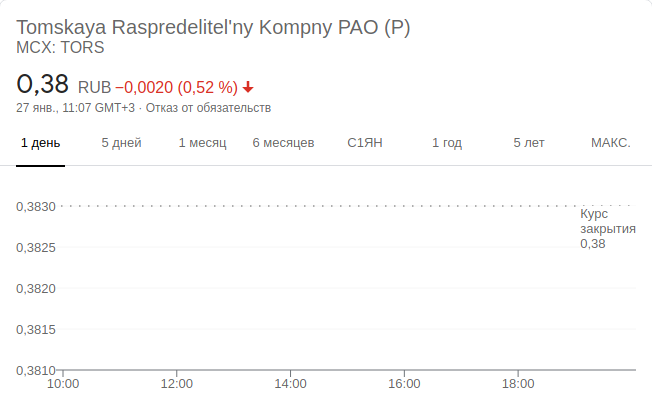 Tomskaya Raspredelitel'ny Kompny PAO (P)
MCX: TORS
0,38 RUB −0,0020 (0,52 %)
27 янв., 11:07 GMT+3 · Отказ от обязательств
1 день 5 дней 1 месяц 6 месяцев С1ЯН 1 год 5 лет МАКС.
0,3830
Курс
закрытия
0,38
0,3825
0,3820
0,3815
0,3810
10:00 12:00 14:00 16:00 18:00